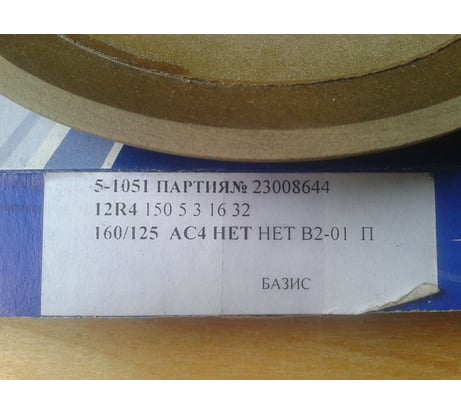 5-1051 ПАРТИЯ№ 23008644
12R4 150 5 3 16 32
160/125 АС4 НЕТ НЕТ В2-01 П
БАЗИС